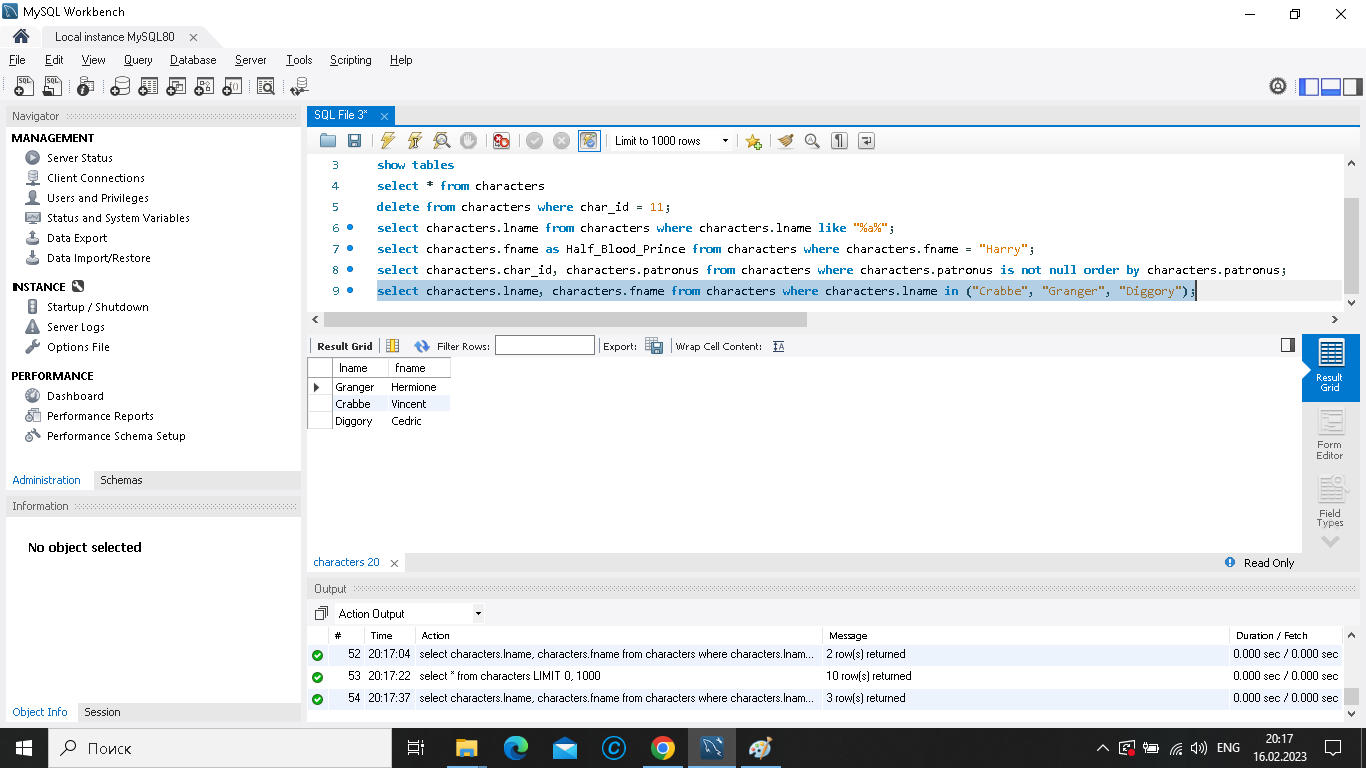 MySQL Workbench
Local instance MySQL80
File Edit View Query Database Server Tools Scripting Help
Navigator
MANAGEMENT
Server Status
Client Connections
Users and Privileges
Status and System Variables
Data Export
Data Import/Restore
INSTANCE
Startup / Shutdown
Server Logs
Options File
PERFORMANCE
Dashboard
Performance Reports
Performance Schema Setup
Administration Schemas
Information
No object selected
Object Info Session
SQL File 3*
Limit to 1000 rows
3 show tables
4 select * from characters
5 delete from characters where char_id = 11;
6 select characters.lname from characters where characters.lname like "%a%";
7 select characters.fname as Half_Blood_Prince from characters where characters.fname = "Harry";
8 select characters.char_id, characters.patronus from characters where characters.patronus is not null order by characters.patronus;
9 select characters.lname, characters.fname from characters where characters.lname in ("Crabbe", "Granger", "Diggory");
Result Grid Filter Rows: Export: Wrap Cell Content:
lname fname
Granger Hermione
Crabbe Vincent
Diggory Cedric
Result Grid
Form Editor
Field Types
characters 20
Read Only
Output
Action Output
# Time Action Message Duration / Fetch
52 20:17:04 select characters.lname, characters.fname from characters where characters.lnam... 2 row(s) returned 0.000 sec / 0.000 sec
53 20:17:22 select * from characters LIMIT 0, 1000 10 row(s) returned 0.000 sec / 0.000 sec
54 20:17:37 select characters.lname, characters.fname from characters where characters.lnam... 3 row(s) returned 0.000 sec / 0.000 sec
Поиск
ENG
20:17
16.02.2023